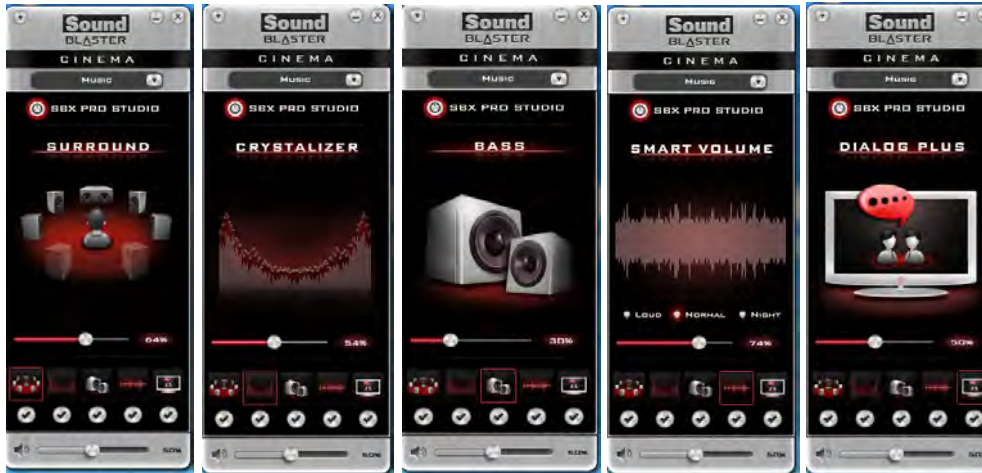 Sound
BLASTER
CINEMA
Music
SBX PRO STUDIO
SURROUND
64%
50%
Sound
BLASTER
CINEMA
Music
SBX PRO STUDIO
CRYSTALIZER
54%
50%
Sound
BLASTER
CINEMA
Music
SBX PRO STUDIO
BASS
30%
50%
Sound
BLASTER
CINEMA
Music
SBX PRO STUDIO
SMART VOLUME
Loud Normal Night
74%
50%
Sound
BLASTER
CINEMA
Music
SBX PRO STUDIO
DIALOG PLUS
50%
50%